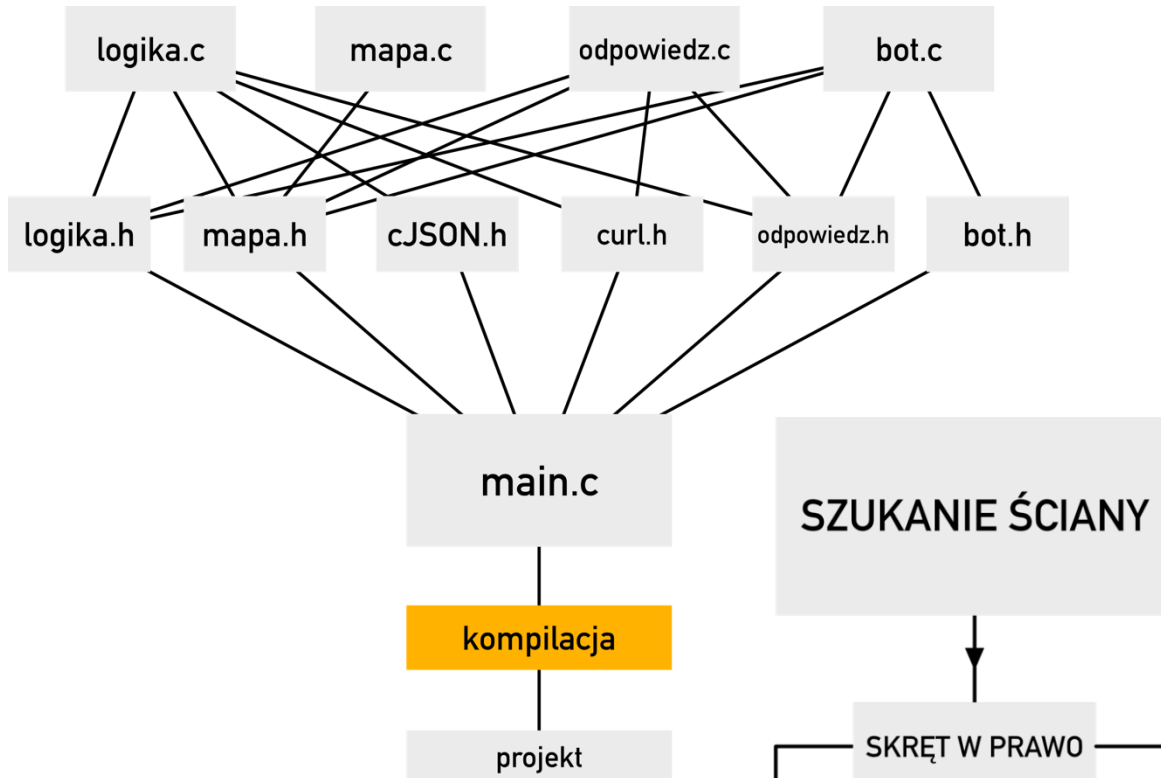 logika.c
mapa.c
odpowiedz.c
bot.c
logika.h
mapa.h
cJSON.h
curl.h
odpowiedz.h
bot.h
main.c
SZUKANIE ŚCIANY
kompilacja
SKRĘT W PRAWO
projekt